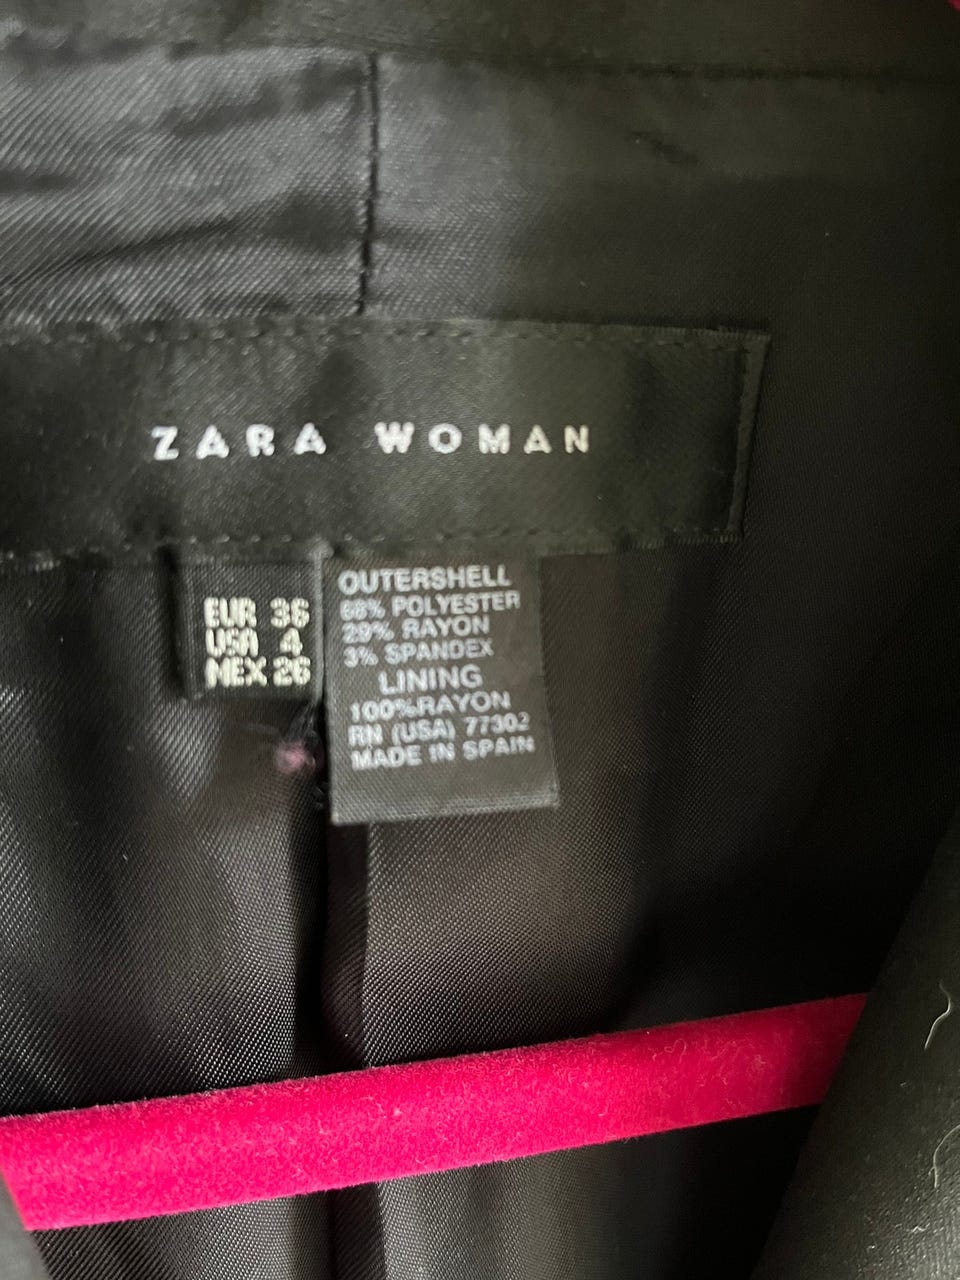 ZARA WOMAN
EUR 36
USA 4
MEX 26
OUTERSHELL
68% POLYESTER
29% RAYON
3% SPANDEX
LINING
100%RAYON
RN (USA) 77302
MADE IN SPAIN